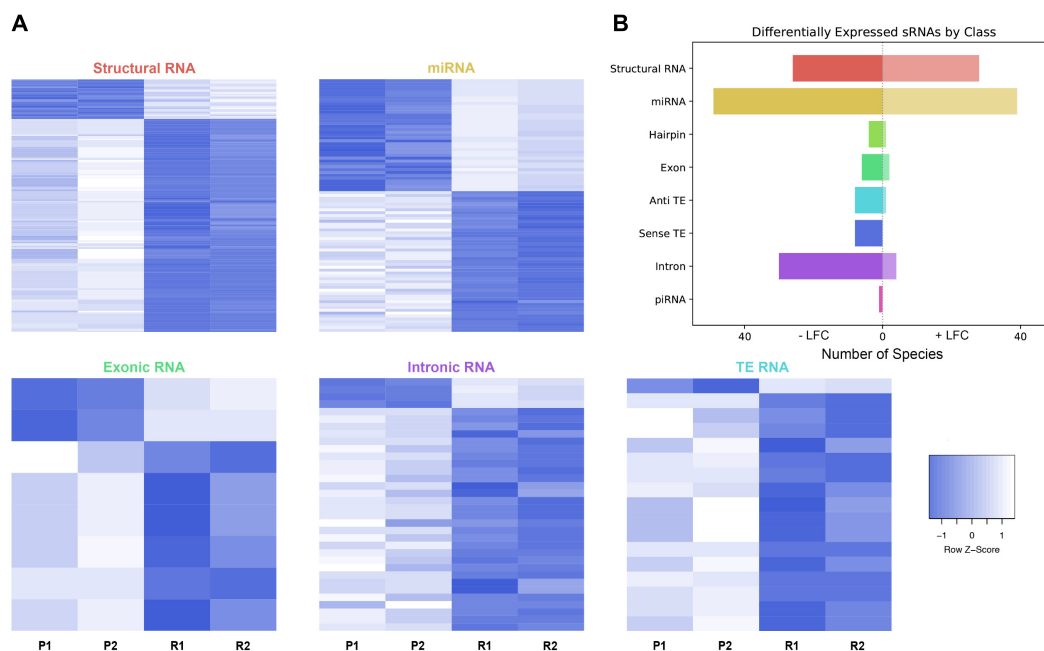 A
B
Structural RNA
miRNA
Differentially Expressed sRNAs by Class
Structural RNA
miRNA
Hairpin
Exon
Anti TE
Sense TE
Intron
piRNA
40 - LFC 0 + LFC 40
Number of Species
Exonic RNA
Intronic RNA
TE RNA
−1 0 1
Row Z−Score
P1 P2 R1 R2
P1 P2 R1 R2
P1 P2 R1 R2